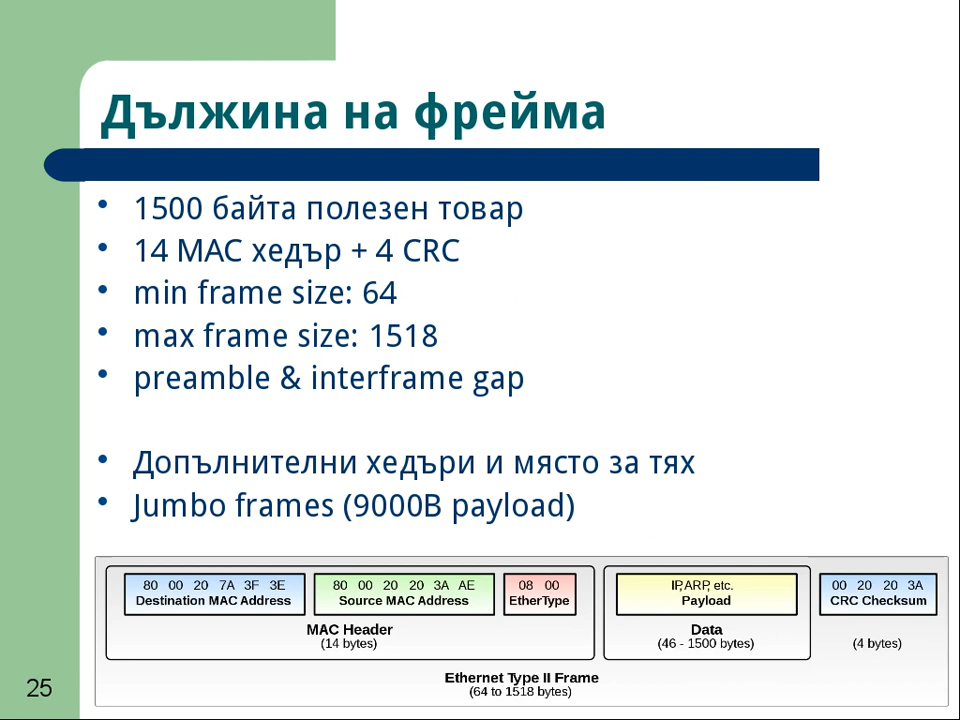 Дължина на фрейма
1500 байта полезен товар
14 MAC хедър + 4 CRC
min frame size: 64
max frame size: 1518
preamble & interframe gap
Допълнителни хедъри и място за тях
Jumbo frames (9000B payload)
80 00 20 7A 3F 3E
Destination MAC Address
80 00 20 20 3A AE
Source MAC Address
08 00
EtherType
MAC Header
(14 bytes)
IP, ARP, etc.
Payload
Data
(46 - 1500 bytes)
00 20 20 3A
CRC Checksum
(4 bytes)
Ethernet Type II Frame
(64 to 1518 bytes)
25